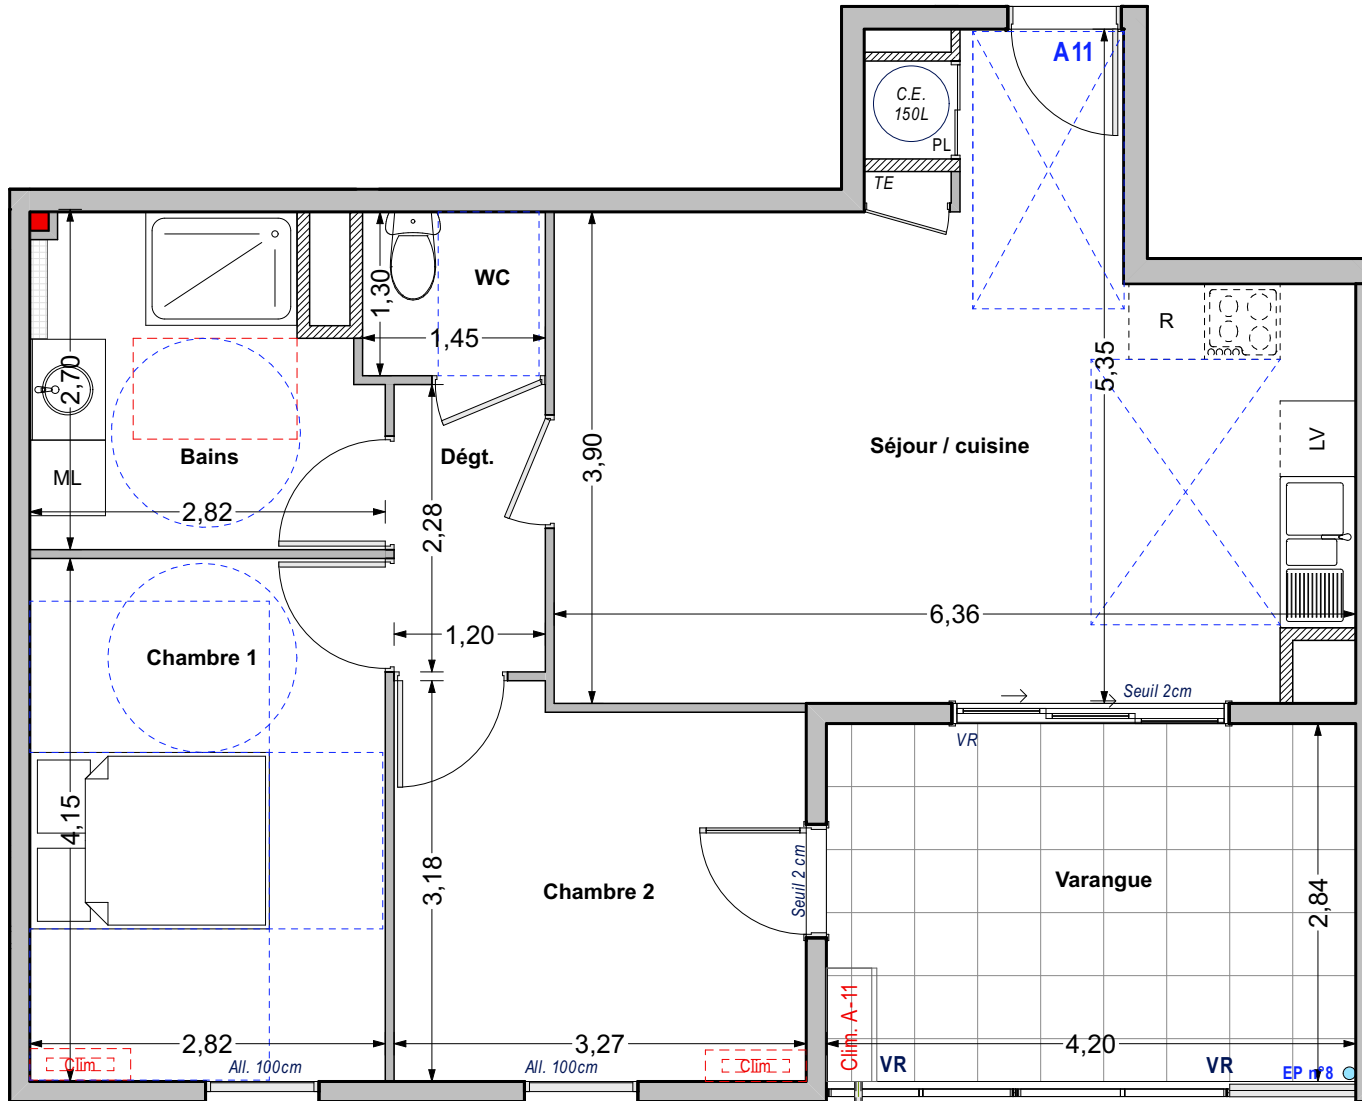 A11
C.E.
150L
PL
TE
WC
1,30
1,45
R
5,35
2,70
3,90
Séjour / cuisine
LV
Bains
Dégt.
ML
2,82
2,28
6,36
1,20
Chambre 1
Seuil 2cm
VR
4,15
3,18
Chambre 2
Seuil 2 cm
Varangue
2,84
Clim. A-11
2,82
3,27
4,20
Clim
All. 100cm
All. 100cm
Clim
VR
VR
EP n°8